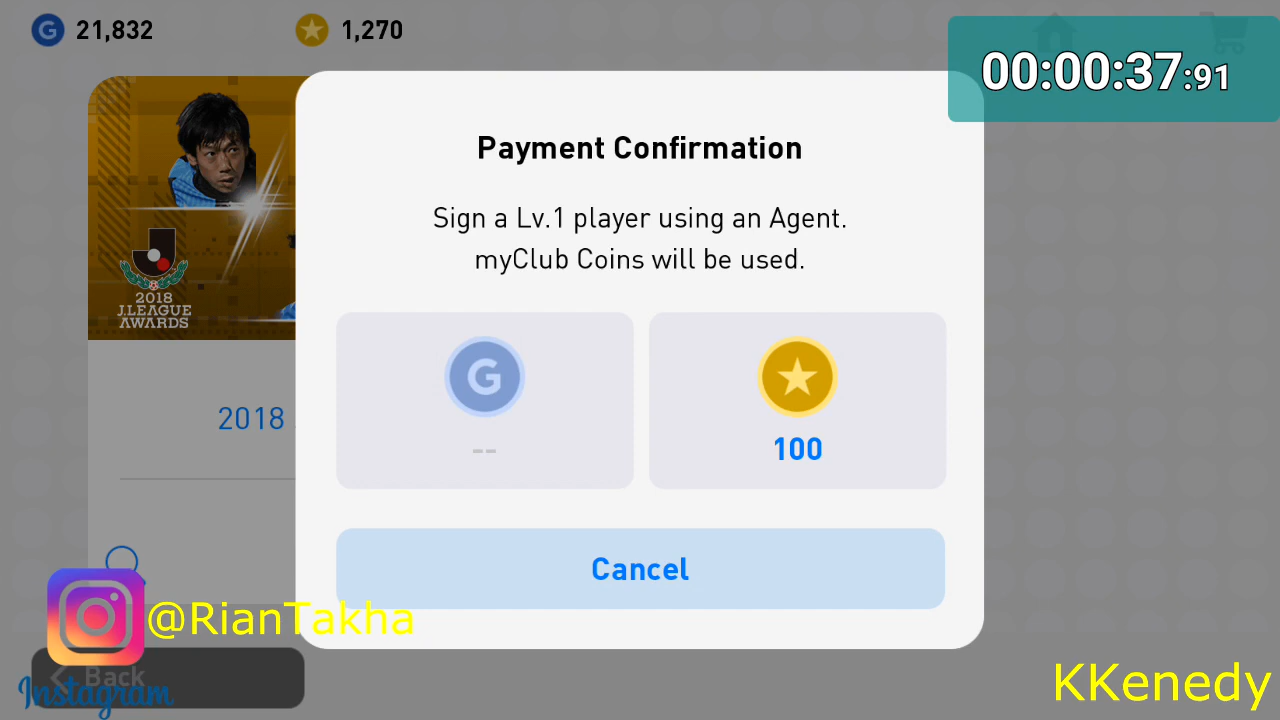 G 21,832
1,270
00:00:37:91
Payment Confirmation
Sign a Lv.1 player using an Agent.
myClub Coins will be used.
2018
J.LEAGUE
AWARDS
G
--
100
2018
Cancel
@RianTakha
Back
Instagram
KKenedy